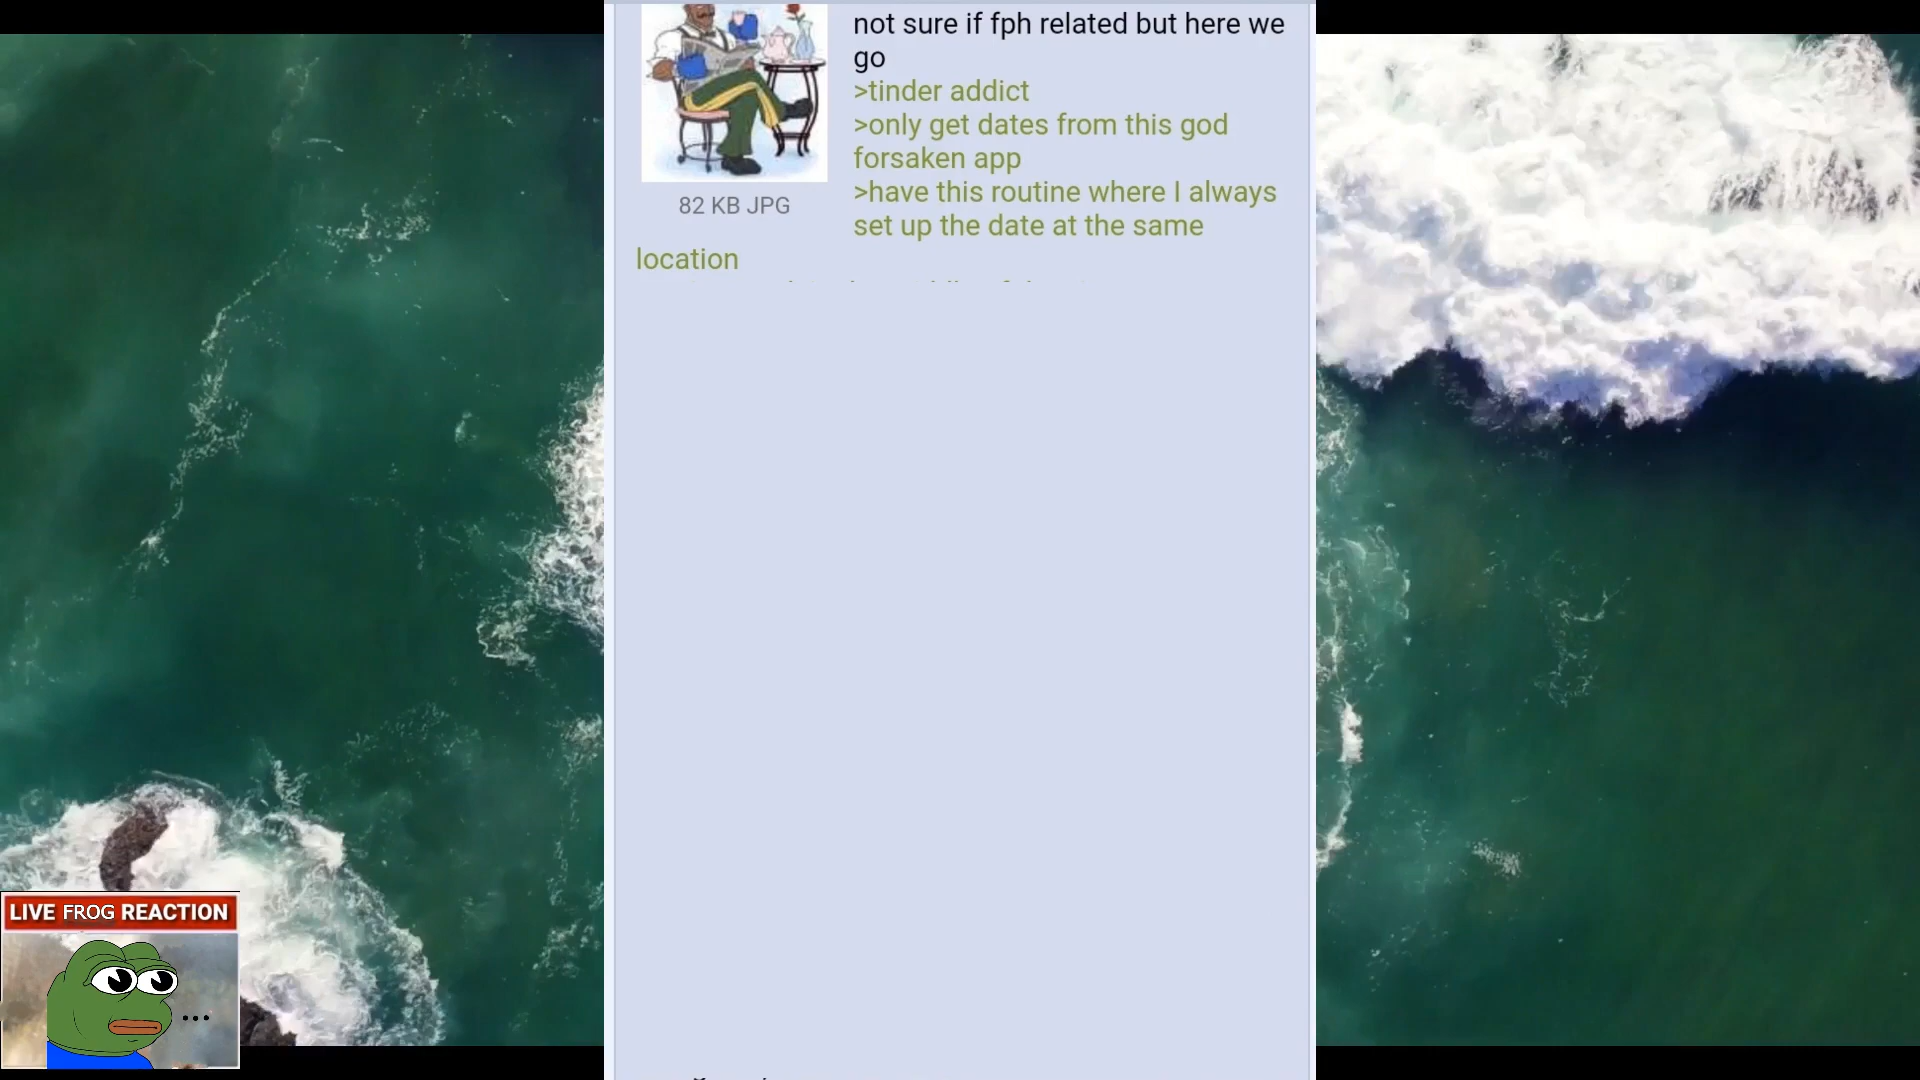 not sure if fph related but here we
go
>tinder addict
>only get dates from this god
forsaken app
>have this routine where I always
set up the date at the same
82 KB JPG
location
LIVE FROG REACTION
...